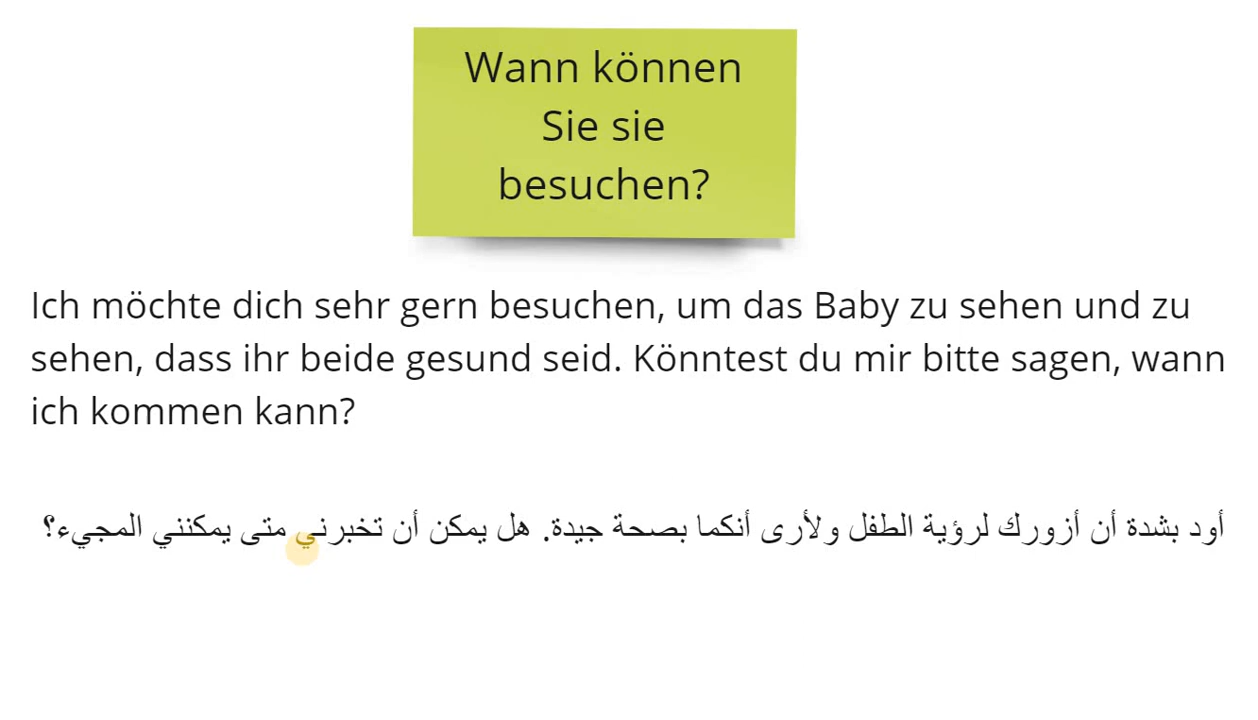 Wann können
Sie sie
besuchen?
Ich möchte dich sehr gern besuchen, um das Baby zu sehen und zu
sehen, dass ihr beide gesund seid. Könntest du mir bitte sagen, wann
ich kommen kann?
أود بشدة أن أزورك لرؤية الطفل ولأرى أنكما بصحة جيدة. هل يمكن أن تخبرني متى يمكنني المجيء؟